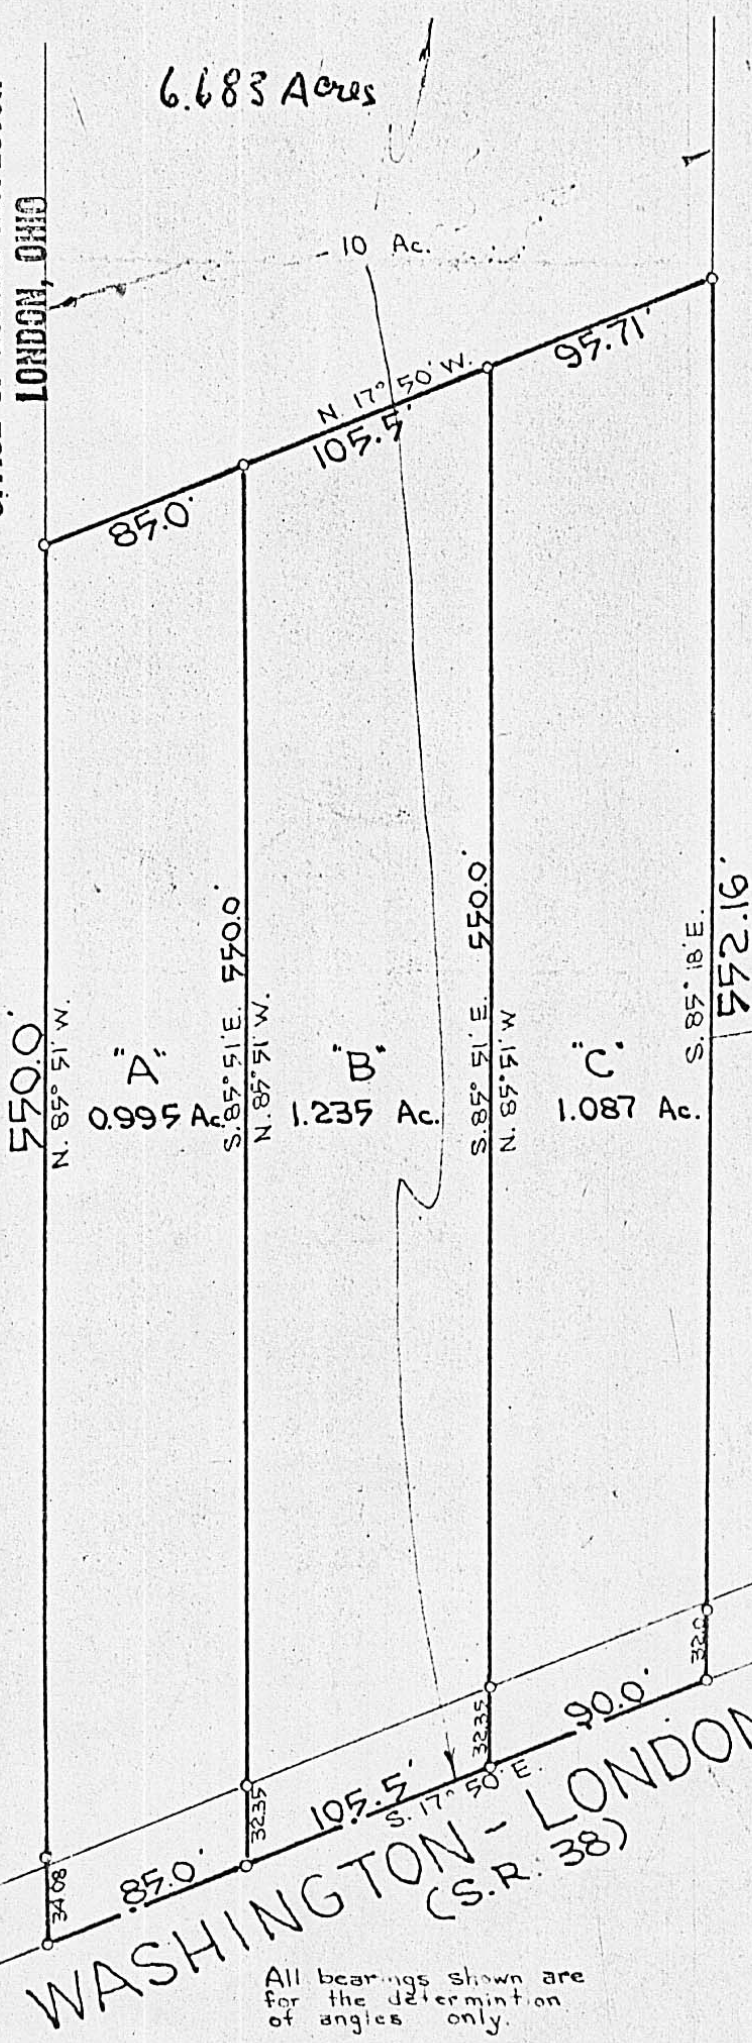 6.683 Acres
LONDON, OHIO
10 Ac.
N. 17° 50' W.
85.0'
105.5'
95.71'
550.0'
N. 85° 51' W.
"A"
0.995 Ac.
S. 85° 51' E. 550.0'
N. 85° 51' W.
"B"
1.235 Ac.
S. 85° 51' E. 550.0'
N. 85° 51' W
"C"
1.087 Ac.
S. 85° 18' E.
552.16'
34.08
32.35
32.35
32.0
85.0'
105.5'
90.0'
S. 17° 50' E.
WASHINGTON - LONDON
(S.R. 38)
All bearings shown are
for the determintion
of angles only.